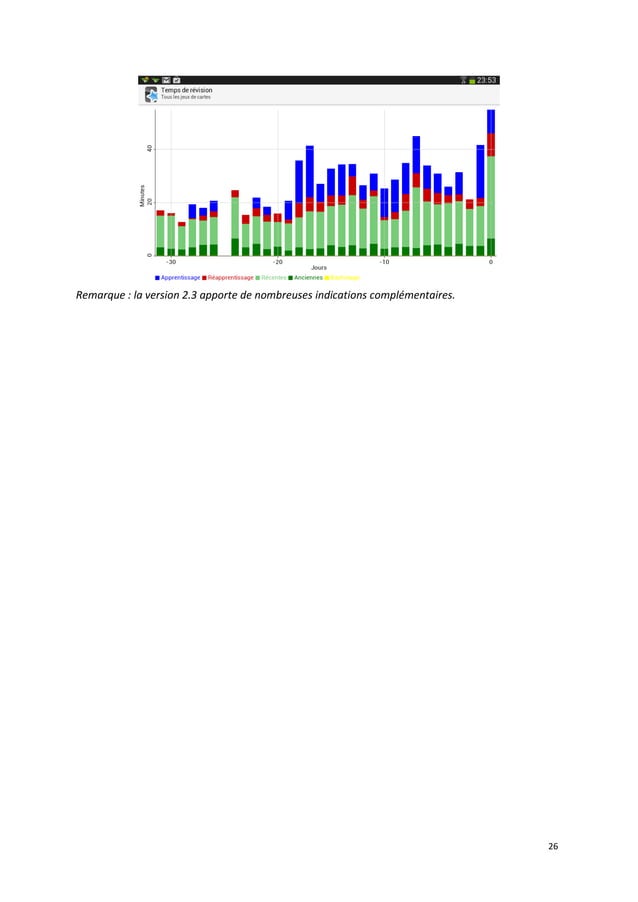 23:53
Temps de révision
Tous les jeux de cartes
Minutes
40
20
0
-30
-20
-10
0
Jours
Apprentissage Réapprentissage Récentes Anciennes
Remarque : la version 2.3 apporte de nombreuses indications complémentaires.
26